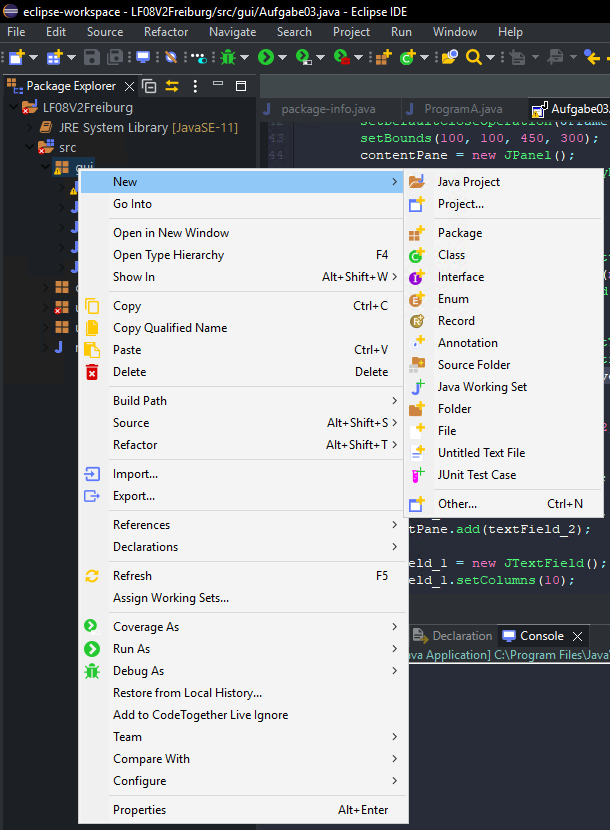 eclipse-workspace - LF08V2Freiburg/src/gui/Aufgabe03.java - Eclipse IDE
File Edit Source Refactor Navigate Search Project Run Window Help
Package Explorer
LF08V2Freiburg
JRE System Library [JavaSE-11]
src
gui
package-info.java
ProgramA.java
Aufgabe03.
43 setBounds(100, 100, 450, 300);
44 contentPane = new JPanel();
New
Go Into
Open in New Window
Open Type Hierarchy F4
Show In Alt+Shift+W
Copy Ctrl+C
Copy Qualified Name
Paste Ctrl+V
Delete Delete
Build Path
Source Alt+Shift+S
Refactor Alt+Shift+T
Import...
Export...
References
Declarations
Refresh F5
Assign Working Sets...
Coverage As
Run As
Debug As
Restore from Local History...
Add to CodeTogether Live Ignore
Team
Compare With
Configure
Properties Alt+Enter
Java Project
Project...
Package
Class
Interface
Enum
Record
Annotation
Source Folder
Java Working Set
Folder
File
Untitled Text File
JUnit Test Case
Other... Ctrl+N
tPane.add(textField_2);
eld_1 = new JTextField();
eld_1.setColumns(10);
Declaration
Console
va Application] C:\Program Files\Java\